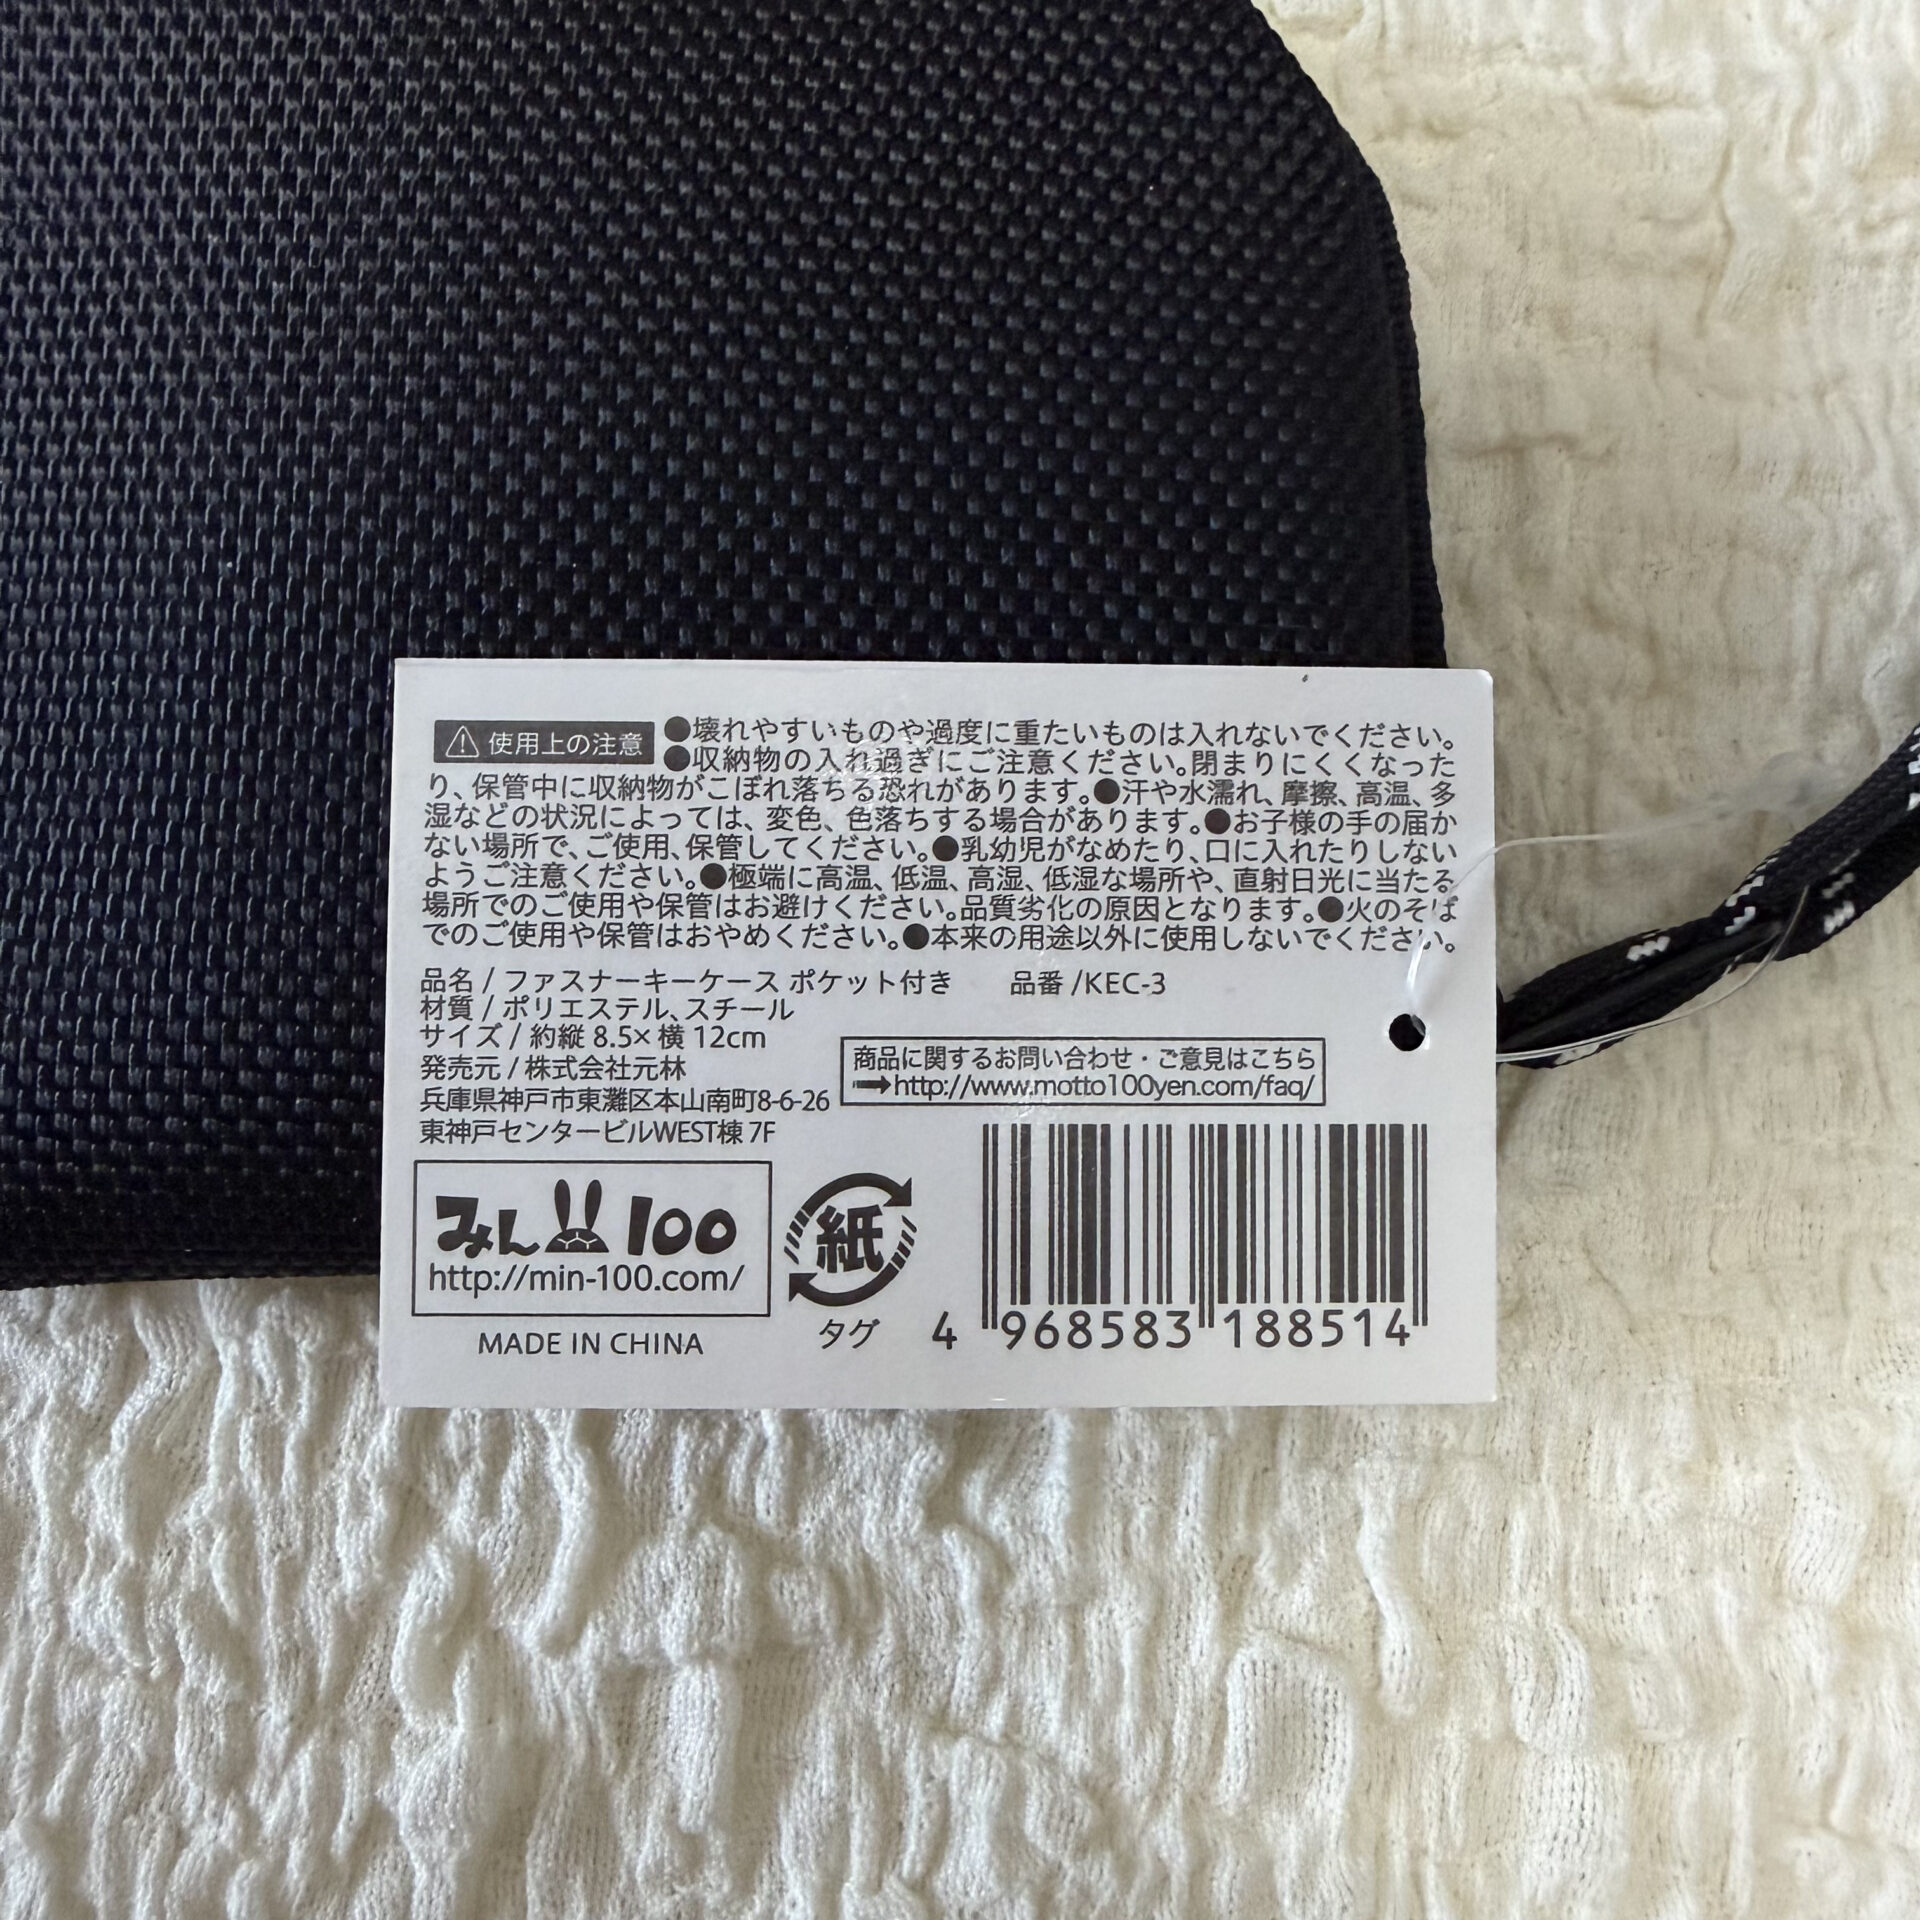 ⚠使用上の注意 ●壊れやすいものや過度に重たいものは入れないでください。
●収納物の入れ過ぎにご注意ください。閉まりにくくなった
り、保管中に収納物がこぼれ落ちる恐れがあります。●汗や水濡れ、摩擦、高温、多
湿などの状況によっては、変色、色落ちする場合があります。●お子様の手の届か
ない場所で、ご使用、保管してください。●乳幼児がなめたり、口に入れたりしない
ようご注意ください。●極端に高温、低温、高湿、低湿な場所や、直射日光に当たる
場所でのご使用や保管はお避けください。品質劣化の原因となります。●火のそば
でのご使用や保管はおやめください。●本来の用途以外に使用しないでください。
品名 / ファスナーキーケース ポケット付き 品番 /KEC-3
材質 / ポリエステル、スチール
サイズ / 約縦 8.5×横 12cm
発売元 / 株式会社元林
兵庫県神戸市東灘区本山南町8-6-26
東神戸センタービルWEST棟 7F
商品に関するお問い合わせ・ご意見はこちら
➡http://www.motto100yen.com/faq/
みん100
http://min-100.com/
MADE IN CHINA
紙
タグ
4 968583 188514